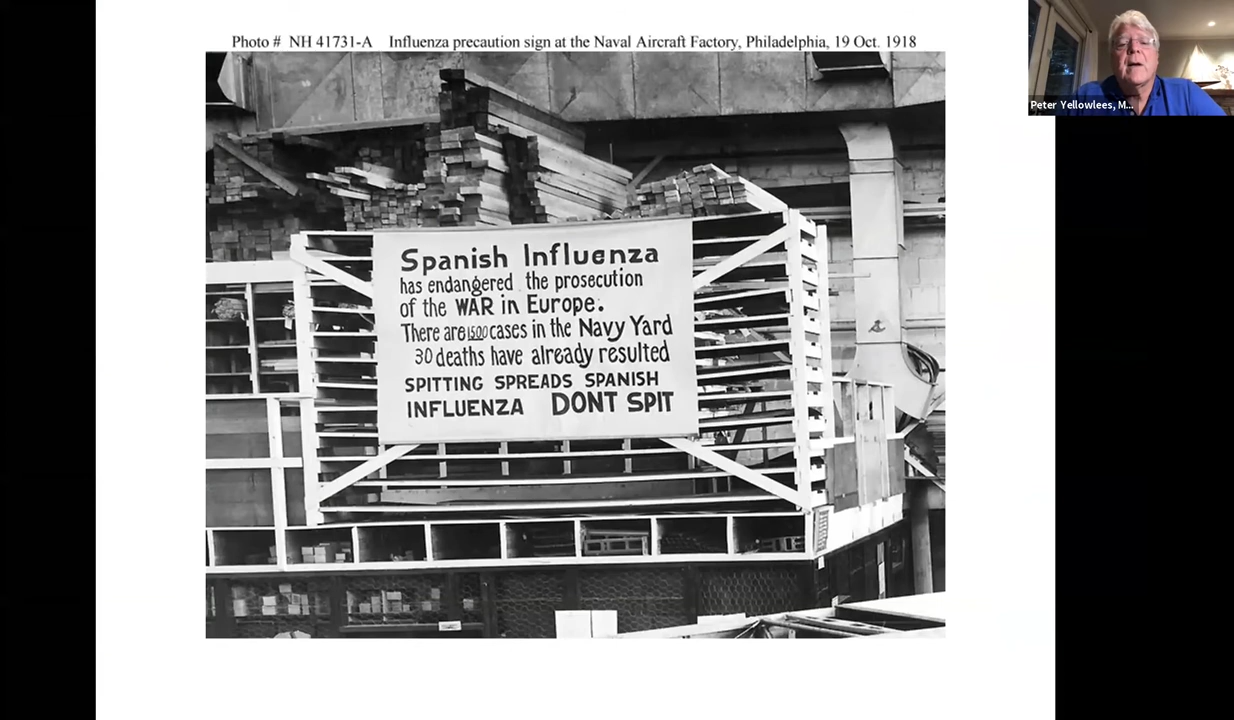 Photo # NH 41731-A Influenza precaution sign at the Naval Aircraft Factory, Philadelphia, 19 Oct. 1918
Peter Yellowlees, M...
Spanish Influenza
has endangered the prosecution
of the WAR in Europe.
There are 1500 cases in the Navy Yard
30 deaths have already resulted
SPITTING SPREADS SPANISH
INFLUENZA DONT SPIT